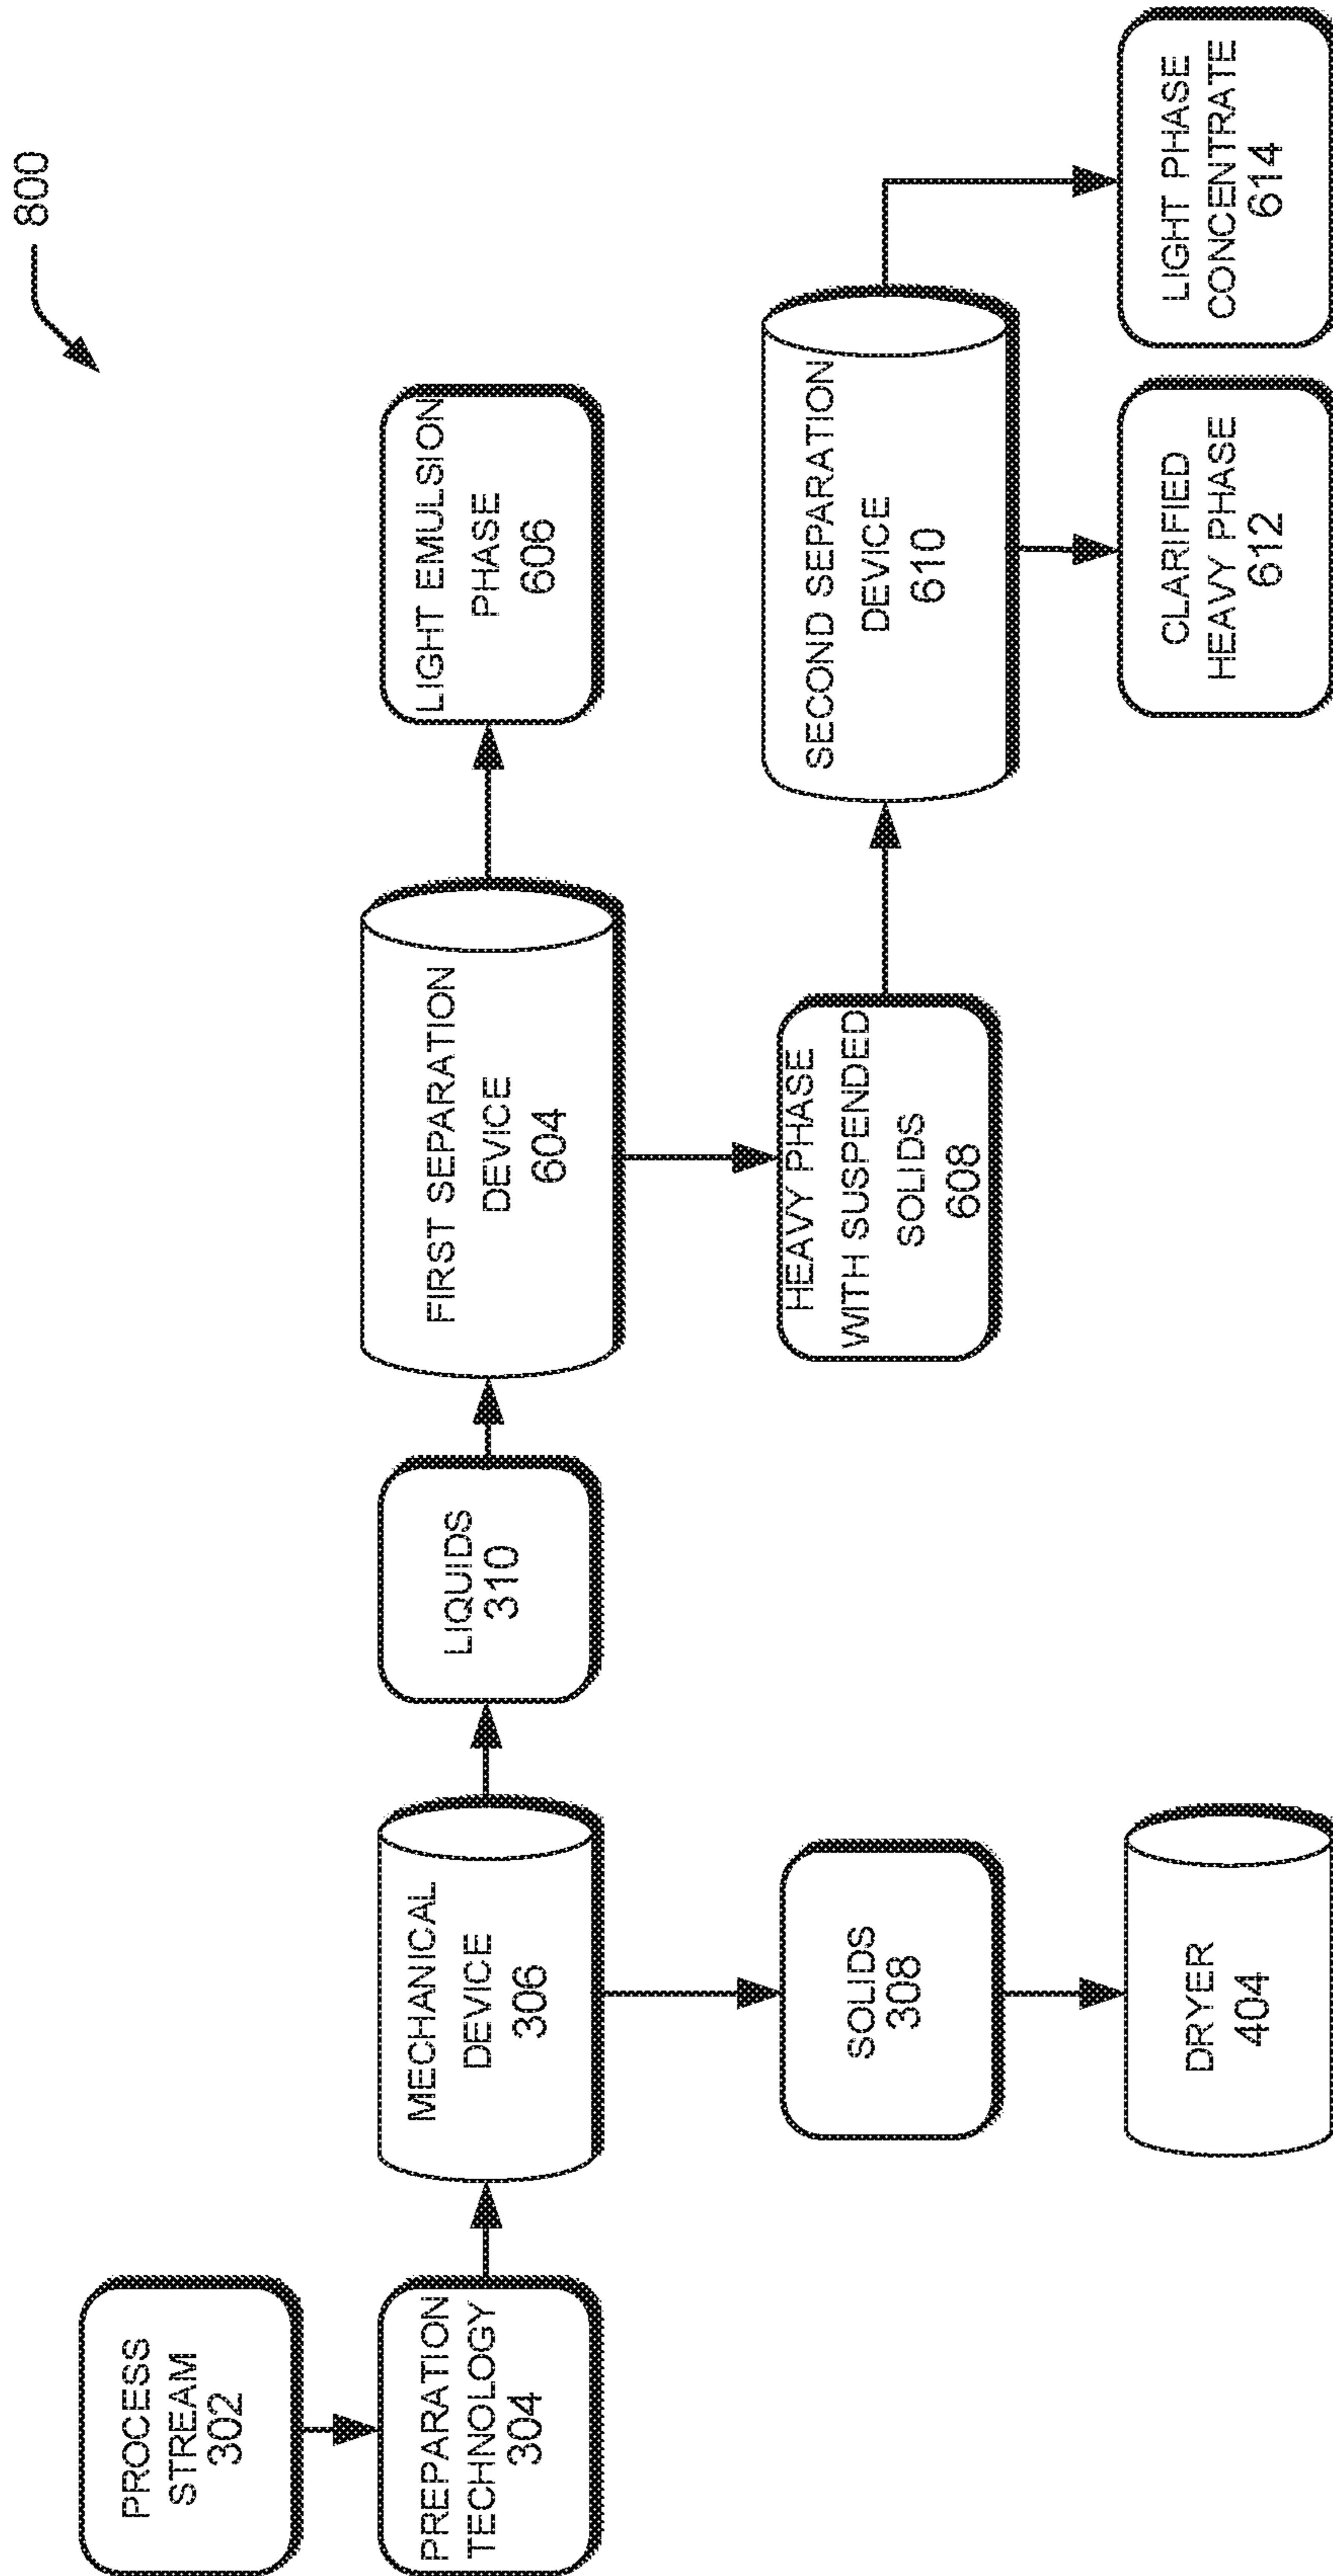 800
PROCESS
STREAM
302
PREPARATION
TECHNOLOGY
304
MECHANICAL
DEVICE
306
LIQUIDS
310
FIRST SEPARATION
DEVICE
604
LIGHT EMULSION
PHASE
606
SOLIDS
308
HEAVY PHASE
WITH SUSPENDED
SOLIDS
608
SECOND SEPARATION
DEVICE
610
DRYER
404
CLARIFIED
HEAVY PHASE
612
LIGHT PHASE
CONCENTRATE
614